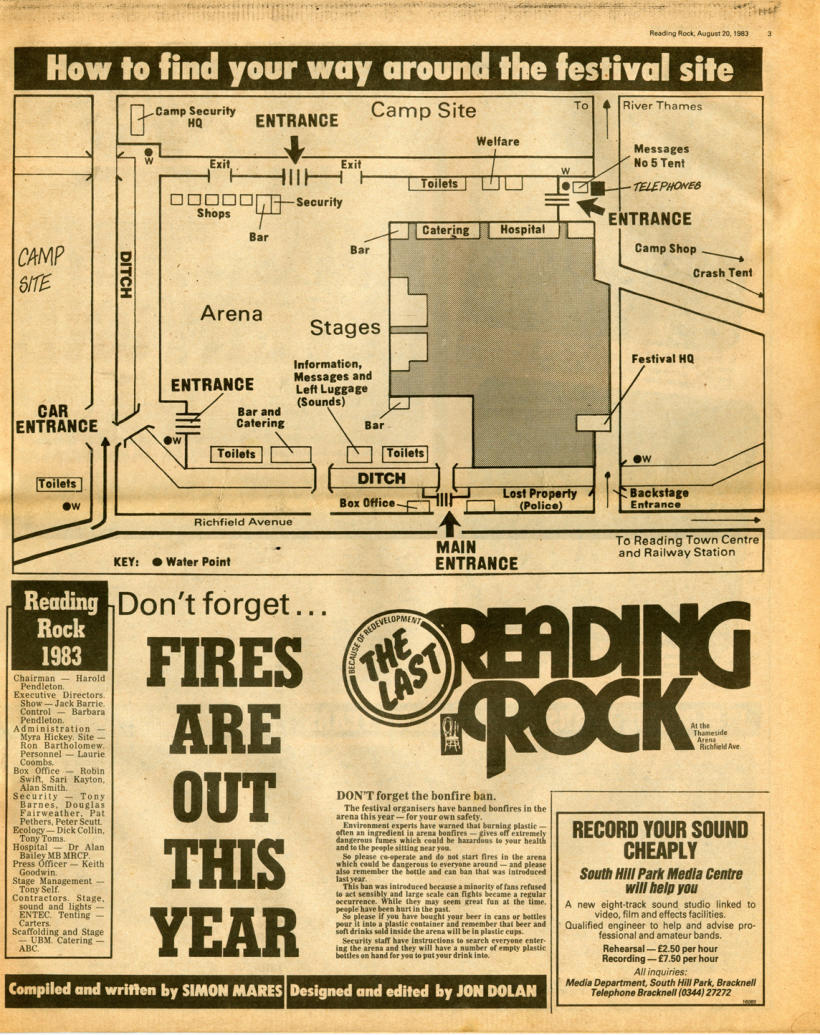 Reading Rock, August 20, 1983 3
How to find your way around the festival site
Camp Security
HQ
ENTRANCE
Camp Site
To
River Thames
W
Exit
Exit
Welfare
Messages
No 5 Tent
W
Toilets
TELEPHONES
Shops
Security
Bar
ENTRANCE
Bar
Catering
Hospital
Camp Shop
Crash Tent
CAMP
SITE
DITCH
Arena
Stages
Information,
Messages and
Left Luggage
(Sounds)
Festival HQ
ENTRANCE
CAR
ENTRANCE
Bar and
Catering
Bar
W
Toilets
Toilets
W
Toilets
DITCH
W
Box Office
Lost Property
(Police)
Backstage
Entrance
Richfield Avenue
MAIN
ENTRANCE
To Reading Town Centre
and Railway Station
KEY: ● Water Point
Reading
Rock
1983
Chairman — Harold
Pendleton.
Executive Directors.
Show — Jack Barrie.
Control — Barbara
Pendleton.
Administration —
Myra Hickey. Site —
Ron Bartholomew.
Personnel — Laurie
Coombs.
Box Office — Robin
Swift, Sari Kayton,
Alan Smith.
Security — Tony
Barnes, Douglas
Fairweather, Pat
Pethers, Peter Scutt.
Ecology — Dick Collin,
Tony Toms.
Hospital — Dr Alan
Bailey MB MRCP.
Press Officer — Keith
Goodwin.
Stage Management —
Tony Self.
Contractors. Stage,
sound and lights —
ENTEC. Tenting —
Carters.
Scaffolding and Stage
— UBM. Catering —
ABC.
Don't forget...
FIRES
ARE
OUT
THIS
YEAR
BECAUSE OF REDEVELOPMENT
THE
LAST
READING
ROCK
At the
Thameside
Arena
Richfield Ave.
DON'T forget the bonfire ban.
The festival organisers have banned bonfires in the
arena this year — for your own safety.
Environment experts have warned that burning plastic —
often an ingredient in arena bonfires — gives off extremely
dangerous fumes which could be hazardous to your health
and to the people sitting near you.
So please co-operate and do not start fires in the arena
which could be dangerous to everyone around — and please
also remember the bottle and can ban that was introduced
last year.
This ban was introduced because a minority of fans refused
to act sensibly and large scale can fights became a regular
occurrence. While they may seem great fun at the time,
people have been hurt in the past.
So please if you have bought your beer in cans or bottles
pour it into a plastic container and remember that beer and
soft drinks sold inside the arena will be in plastic cups.
Security staff have instructions to search everyone enter-
ing the arena and they will have a number of empty plastic
bottles on hand for you to put your drink into.
RECORD YOUR SOUND
CHEAPLY
South Hill Park Media Centre
will help you
A new eight-track sound studio linked to
video, film and effects facilities.
Qualified engineer to help and advise pro-
fessional and amateur bands.
Rehearsal — £2.50 per hour
Recording — £7.50 per hour
All inquiries:
Media Department, South Hill Park, Bracknell
Telephone Bracknell (0344) 27272
Compiled and written by SIMON MARES
Designed and edited by JON DOLAN